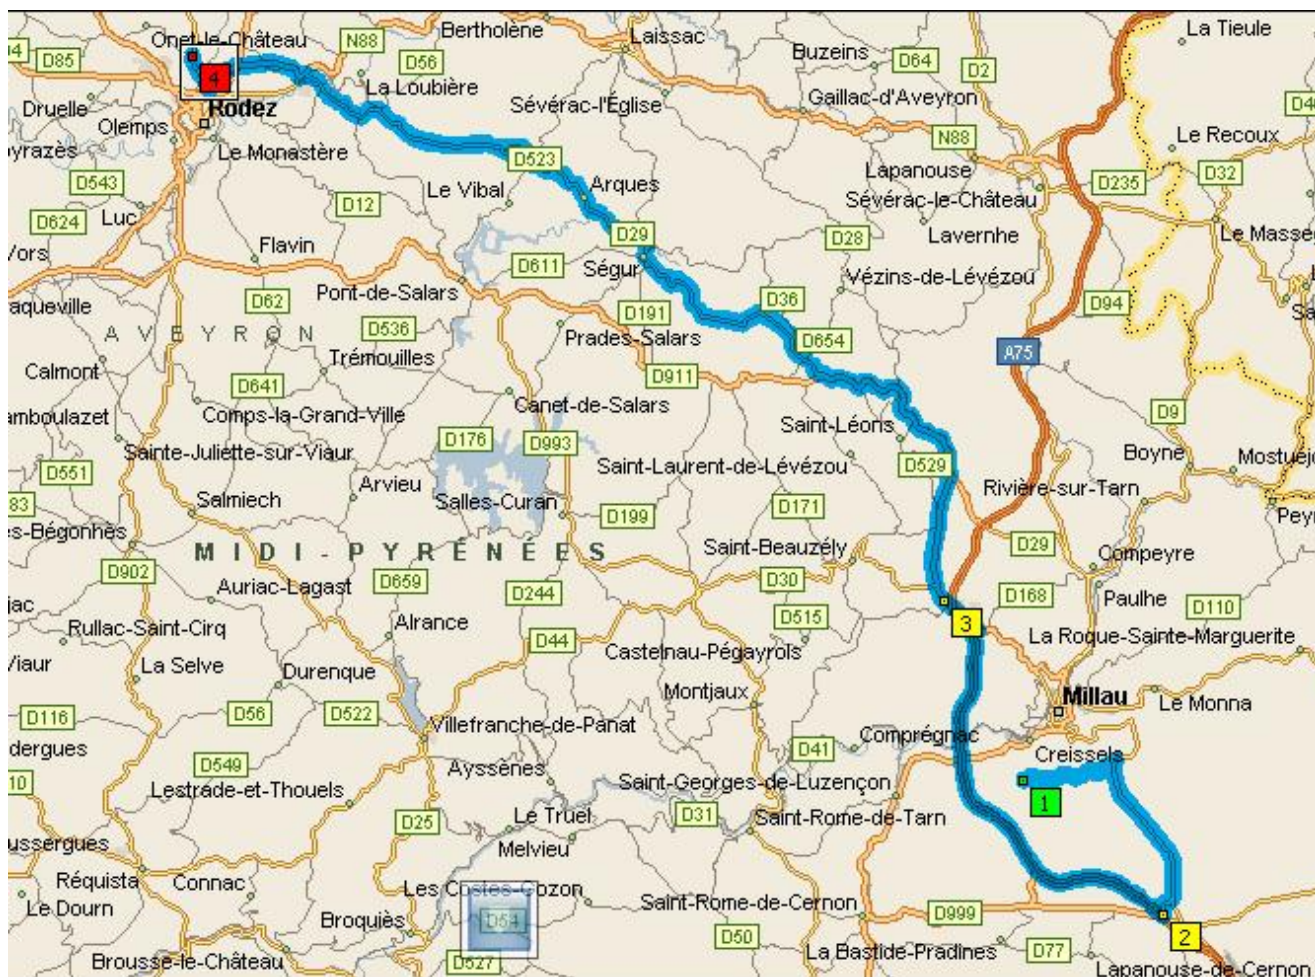 Bertholène
La Tieule
Onet-le-Château
N88
Laissac
Buzeins
D85
D56
D64
D2
La Loubière
4
Druelle
Rodez
Sévérac-l'Église
Gaillac-d'Aveyron
Olemps
Le Recoux
N88
Le Monastère
D523
Lapanouse
D543
Le Vibal
Arques
D235
D32
Luc
D12
Sévérac-le-Château
D624
D29
D28
Lavernhe
Flavin
D611
Ségur
Vézins-de-Lévézou
D62
Pont-de-Salars
D36
D94
D191
AVEYRON
D536
Prades-Salars
D654
Trémouilles
A75
Calmont
D641
D911
Canet-de-Salars
Comps-la-Grand-Ville
D9
D176
D993
Saint-Léons
Sainte-Juliette-sur-Viaur
Boyne
D551
Saint-Laurent-de-Lévézou
D529
Arvieu
Rivière-sur-Tarn
Salmiech
Salles-Curan
D199
D171
MIDI-PYRÉNÉES
Saint-Beauzély
D29
Compeyre
D902
D659
D30
Auriac-Lagast
D244
D168
Paulhe
D110
D515
Alrance
3
Rullac-Saint-Cirq
D44
La Roque-Sainte-Marguerite
Castelnau-Pégayrols
La Selve
Durenque
Montjaux
Millau
Le Monna
D116
D56
D522
Villefranche-de-Panat
D41
Comprégnac
Creissels
D549
Ayssènes
Saint-Georges-de-Luzençon
Lestrade-et-Thouels
1
D25
Le Truel
D31
Saint-Rome-de-Tarn
Melvieu
Réquista
Connac
Les Costes-Gozon
Saint-Rome-de-Cernon
Le Dourn
D54
D999
Broquiès
2
D50
La Bastide-Pradines
D77
Brousse-le-Château
D527
Lapanouse-de-Cernon